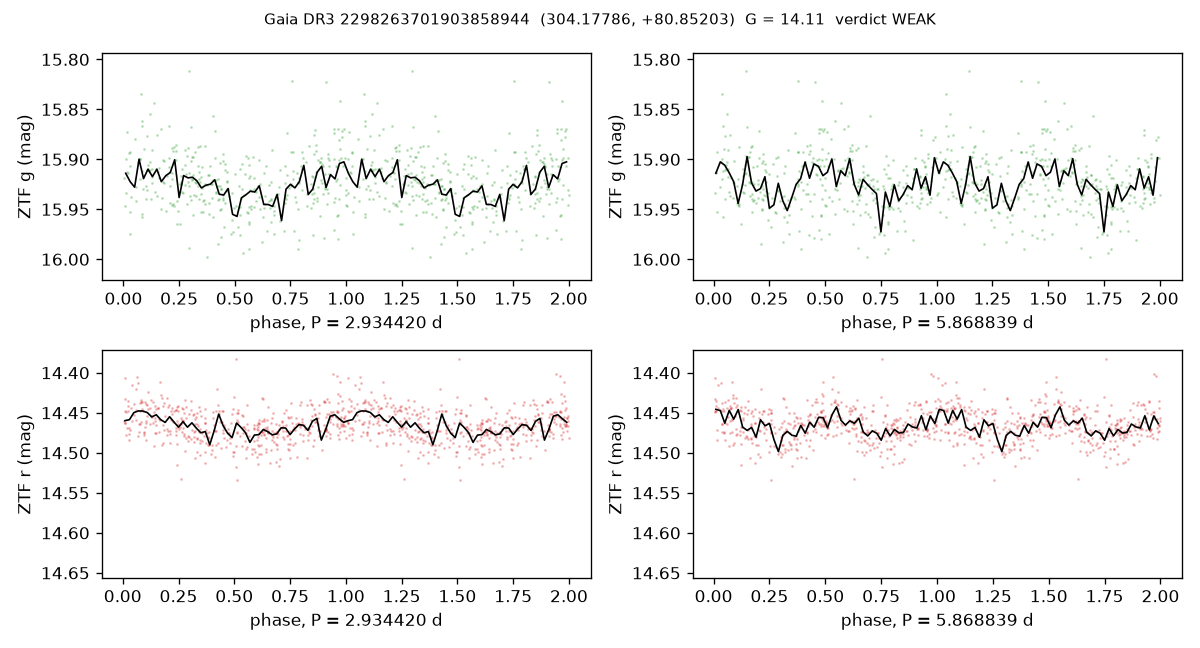 Gaia DR3 2298263701903858944  (304.17786, +80.85203)  G = 14.11  verdict WEAK
15.80
15.85
15.90
15.95
16.00
ZTF g (mag)
0.00 0.25 0.50 0.75 1.00 1.25 1.50 1.75 2.00
phase, P = 2.934420 d
15.80
15.85
15.90
15.95
16.00
ZTF g (mag)
0.00 0.25 0.50 0.75 1.00 1.25 1.50 1.75 2.00
phase, P = 5.868839 d
14.40
14.45
14.50
14.55
14.60
14.65
ZTF r (mag)
0.00 0.25 0.50 0.75 1.00 1.25 1.50 1.75 2.00
phase, P = 2.934420 d
14.40
14.45
14.50
14.55
14.60
14.65
ZTF r (mag)
0.00 0.25 0.50 0.75 1.00 1.25 1.50 1.75 2.00
phase, P = 5.868839 d